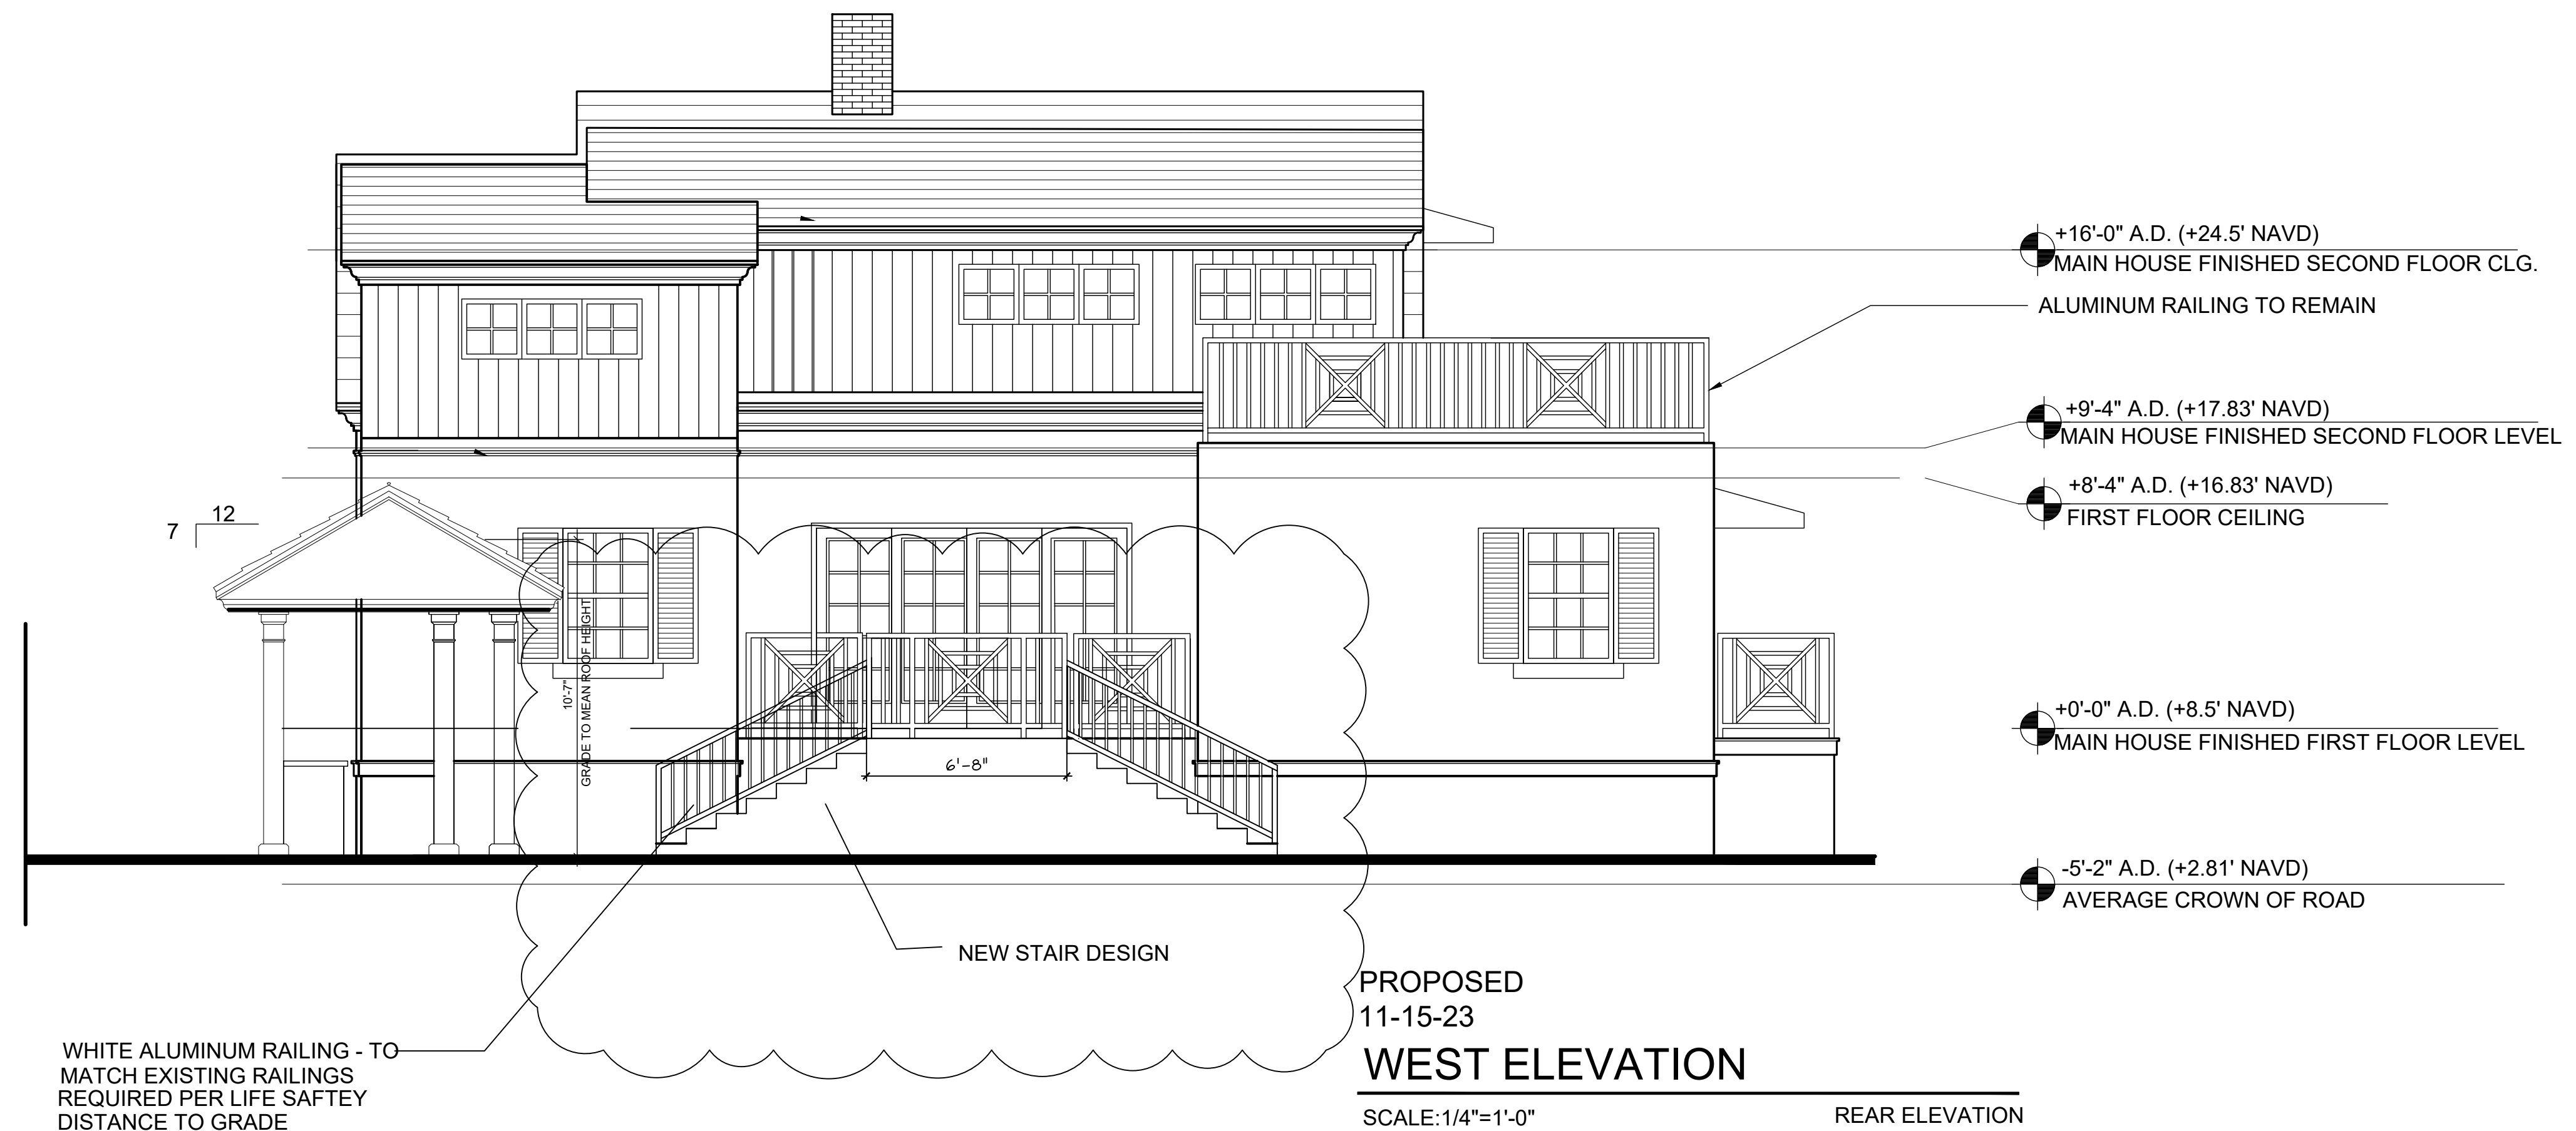 +16'-0" A.D. (+24.5' NAVD)
MAIN HOUSE FINISHED SECOND FLOOR CLG.
ALUMINUM RAILING TO REMAIN
+9'-4" A.D. (+17.83' NAVD)
MAIN HOUSE FINISHED SECOND FLOOR LEVEL
+8'-4" A.D. (+16.83' NAVD)
FIRST FLOOR CEILING
12
7
10'-7"
GRADE TO MEAN ROOF HEIGHT
+0'-0" A.D. (+8.5' NAVD)
MAIN HOUSE FINISHED FIRST FLOOR LEVEL
6'-8"
-5'-2" A.D. (+2.81' NAVD)
AVERAGE CROWN OF ROAD
NEW STAIR DESIGN
WHITE ALUMINUM RAILING - TO
MATCH EXISTING RAILINGS
REQUIRED PER LIFE SAFTEY
DISTANCE TO GRADE
PROPOSED
11-15-23
WEST ELEVATION
SCALE:1/4"=1'-0"
REAR ELEVATION